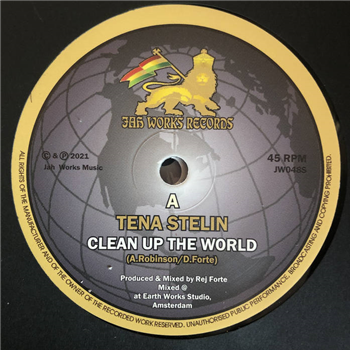 JAH WORKS RECORDS
© & ℗ 2021
Jah Works Music
45 RPM
JW048S
A
TENA STELIN
CLEAN UP THE WORLD
(A.Robinson/D.Forte)
Produced & Mixed by Rej Forte
Mixed @
at Earth Works Studio,
Amsterdam
ALL RIGHTS OF THE MANUFACTURER AND OF THE OWNER OF THE RECORDED WORK RESERVED. UNAUTHORISED PUBLIC PERFORMANCE, BROADCASTING AND COPYING PROHIBITED.